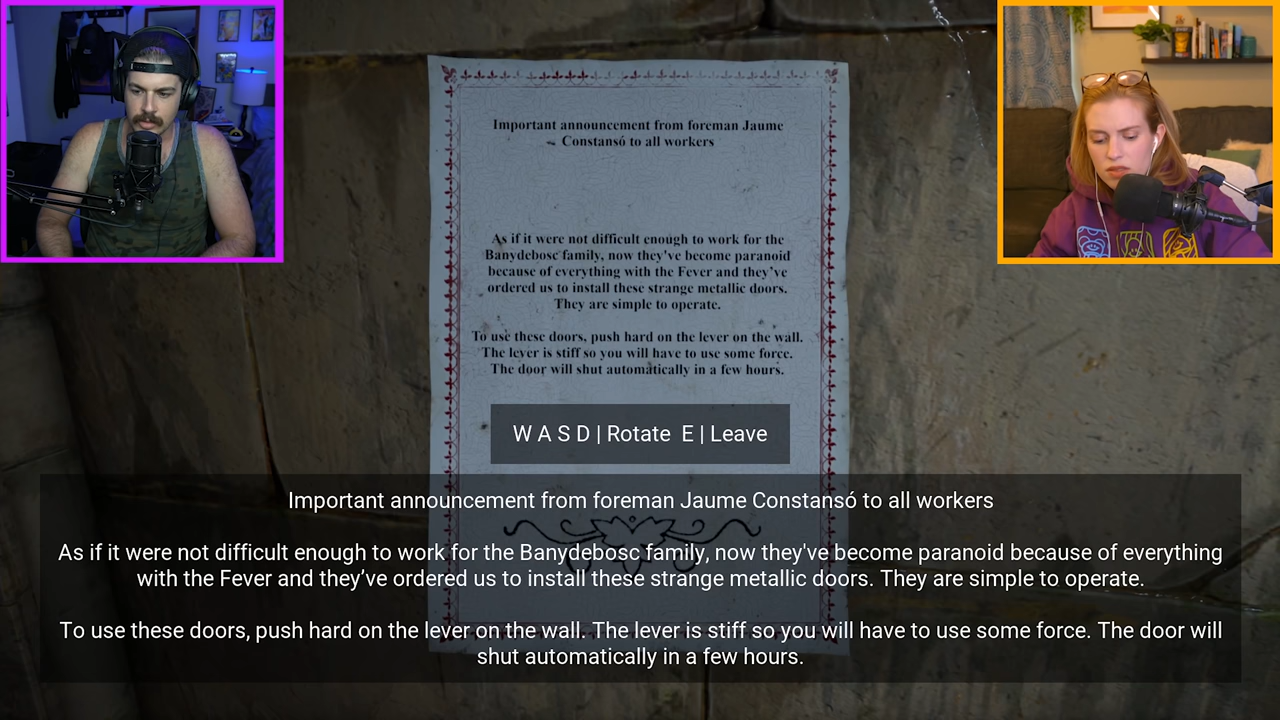 Important announcement from foreman Jaume
Constansó to all workers
As if it were not difficult enough to work for the
Banydebosc family, now they've become paranoid
because of everything with the Fever and they've
ordered us to install these strange metallic doors.
They are simple to operate.
To use these doors, push hard on the lever on the wall.
The lever is stiff so you will have to use some force.
The door will shut automatically in a few hours.
W A S D | Rotate E | Leave
Important announcement from foreman Jaume Constansó to all workers
As if it were not difficult enough to work for the Banydebosc family, now they've become paranoid because of everything
with the Fever and they’ve ordered us to install these strange metallic doors. They are simple to operate.
To use these doors, push hard on the lever on the wall. The lever is stiff so you will have to use some force. The door will
shut automatically in a few hours.